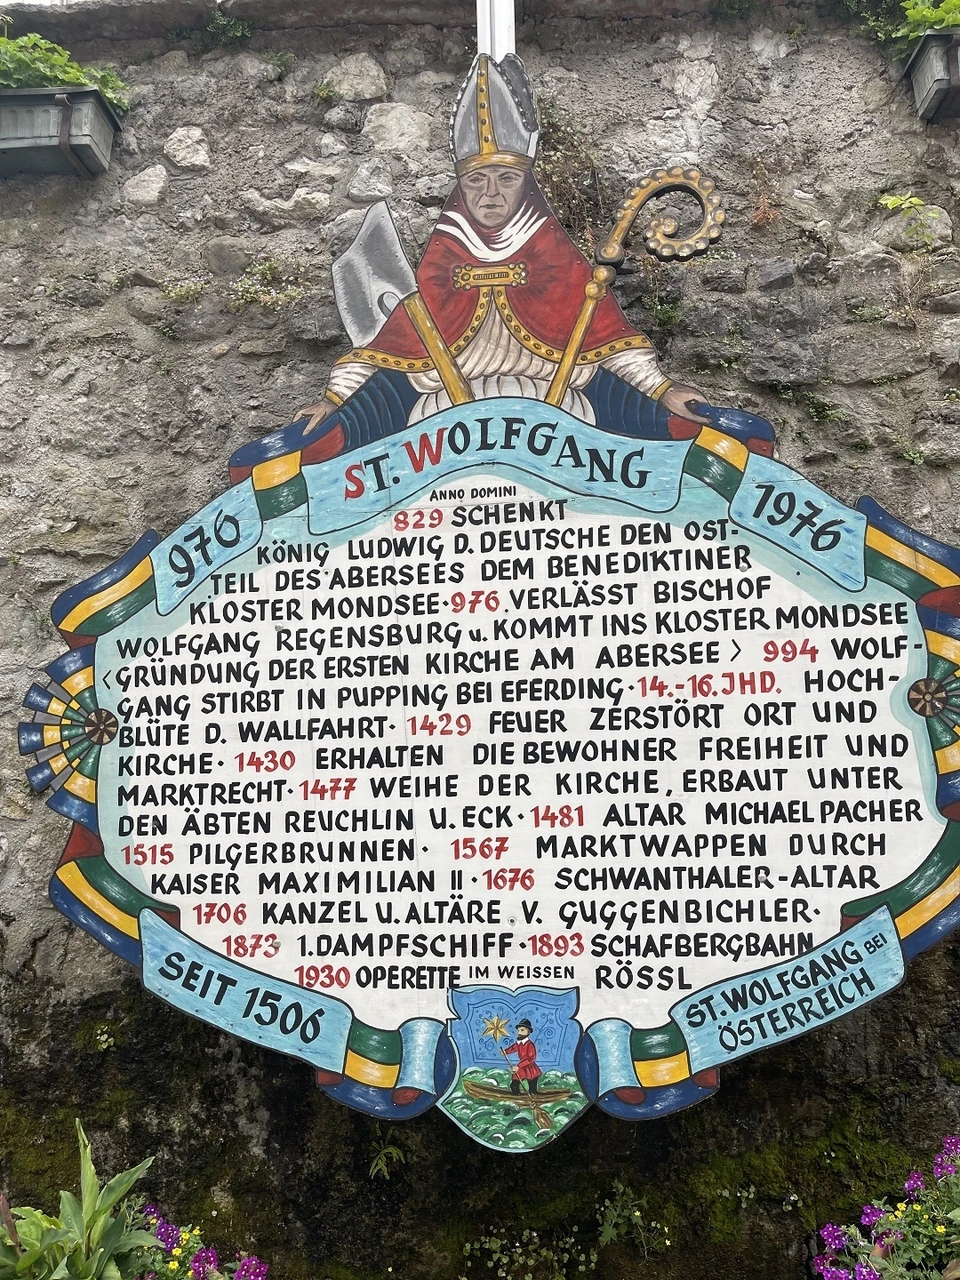 ST. WOLFGANG
976
1976
ANNO DOMINI
829 SCHENKT
KÖNIG LUDWIG D. DEUTSCHE DEN OST-
TEIL DES ABERSEES DEM BENEDIKTINER
KLOSTER MONDSEE·976.VERLÄSST BISCHOF
WOLFGANG REGENSBURG u. KOMMT INS KLOSTER MONDSEE
<GRÜNDUNG DER ERSTEN KIRCHE AM ABERSEE> 994 WOLF-
GANG STIRBT IN PUPPING BEI EFERDING·14.-16.JHD. HOCH-
BLÜTE D. WALLFAHRT· 1429 FEUER ZERSTÖRT ORT UND
KIRCHE· 1430 ERHALTEN DIE BEWOHNER FREIHEIT UND
MARKTRECHT·1477 WEIHE DER KIRCHE, ERBAUT UNTER
DEN ÄBTEN REUCHLIN U. ECK·1481 ALTAR MICHAEL PACHER
1515 PILGERBRUNNEN· 1567 MARKTWAPPEN DURCH
KAISER MAXIMILIAN II·1676 SCHWANTHALER-ALTAR
1706 KANZEL U. ALTÄRE V. GUGGENBICHLER·
1873 1.DAMPFSCHIFF·1893 SCHAFBERGBAHN
1930 OPERETTE IM WEISSEN RÖSSL
SEIT 1506
ST. WOLFGANG BEI
ÖSTERREICH